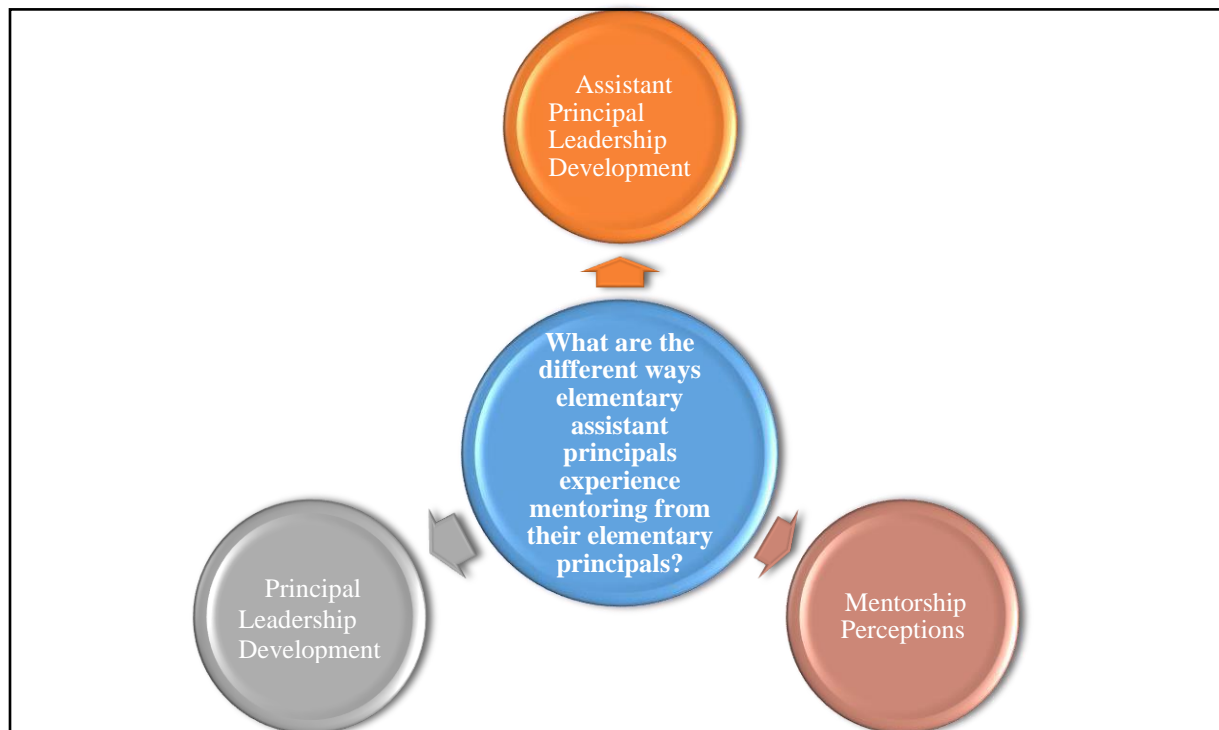 Assistant
Principal
Leadership
Development
What are the
different ways
elementary
assistant
principals
experience
mentoring from
their elementary
principals?
Principal
Leadership
Development
Mentorship
Perceptions